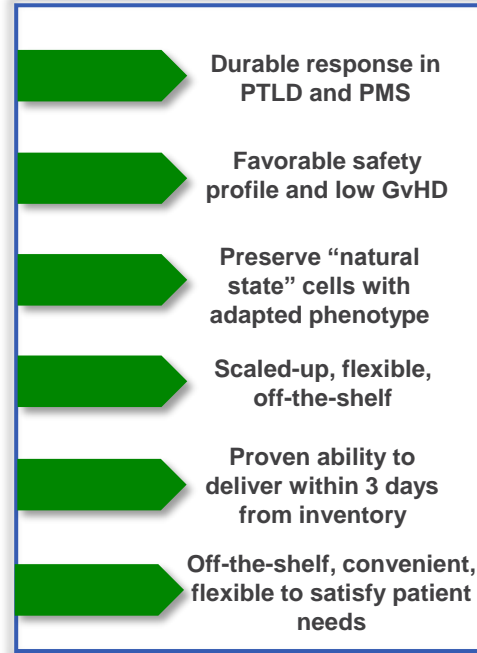 Durable response in
PTLD and PMS
Favorable safety
profile and low GvHD
Preserve “natural
state” cells with
adapted phenotype
Scaled-up, flexible,
off-the-shelf
Proven ability to
deliver within 3 days
from inventory
Off-the-shelf, convenient,
flexible to satisfy patient
needs